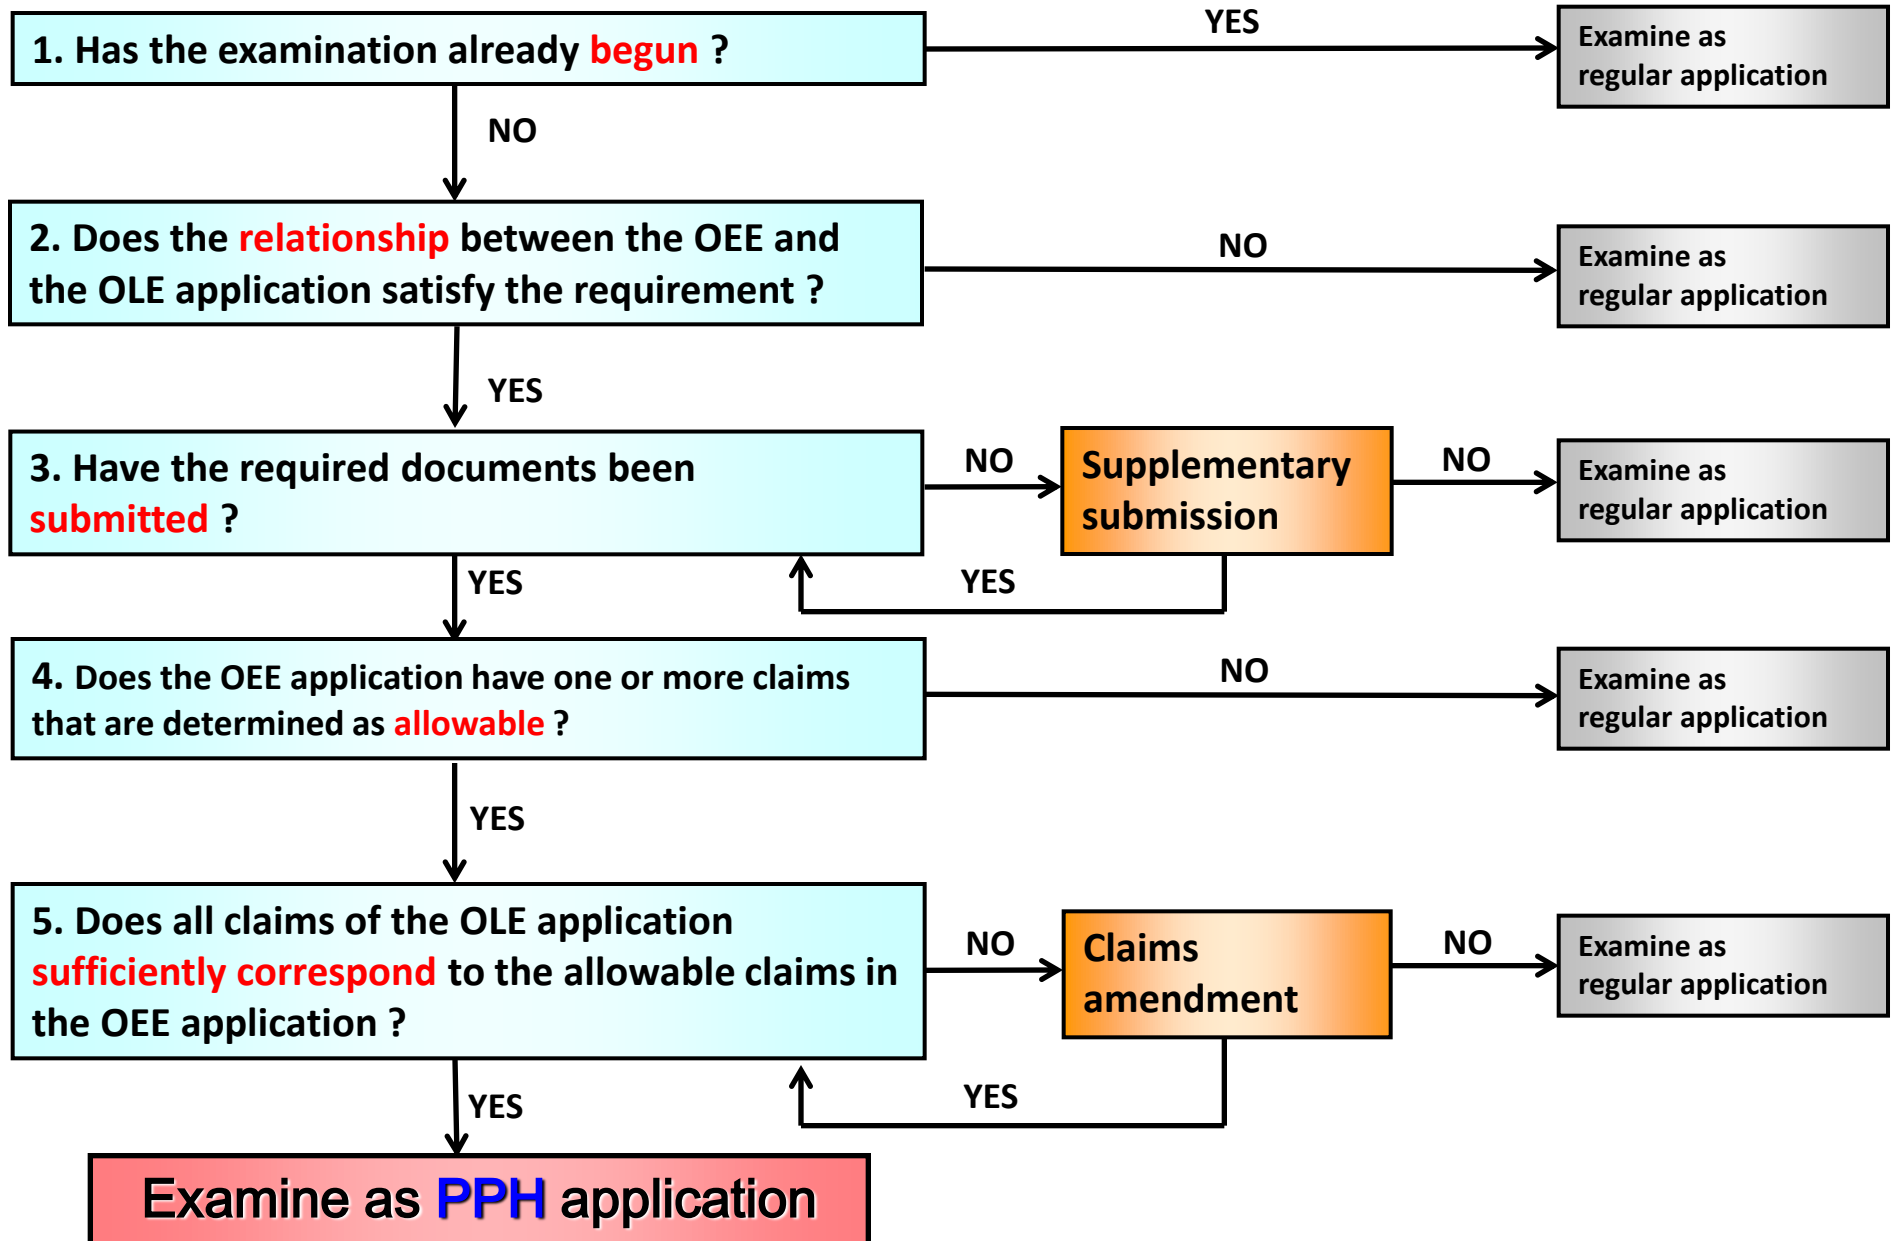 1. Has the examination already begun ?
YES
Examine as
regular application
NO
2. Does the relationship between the OEE and
the OLE application satisfy the requirement ?
NO
Examine as
regular application
YES
3. Have the required documents been
submitted ?
NO
Supplementary
submission
NO
Examine as
regular application
YES
YES
4. Does the OEE application have one or more claims
that are determined as allowable ?
NO
Examine as
regular application
YES
5. Does all claims of the OLE application
sufficiently correspond to the allowable claims in
the OEE application ?
NO
Claims
amendment
NO
Examine as
regular application
YES
YES
Examine as PPH application